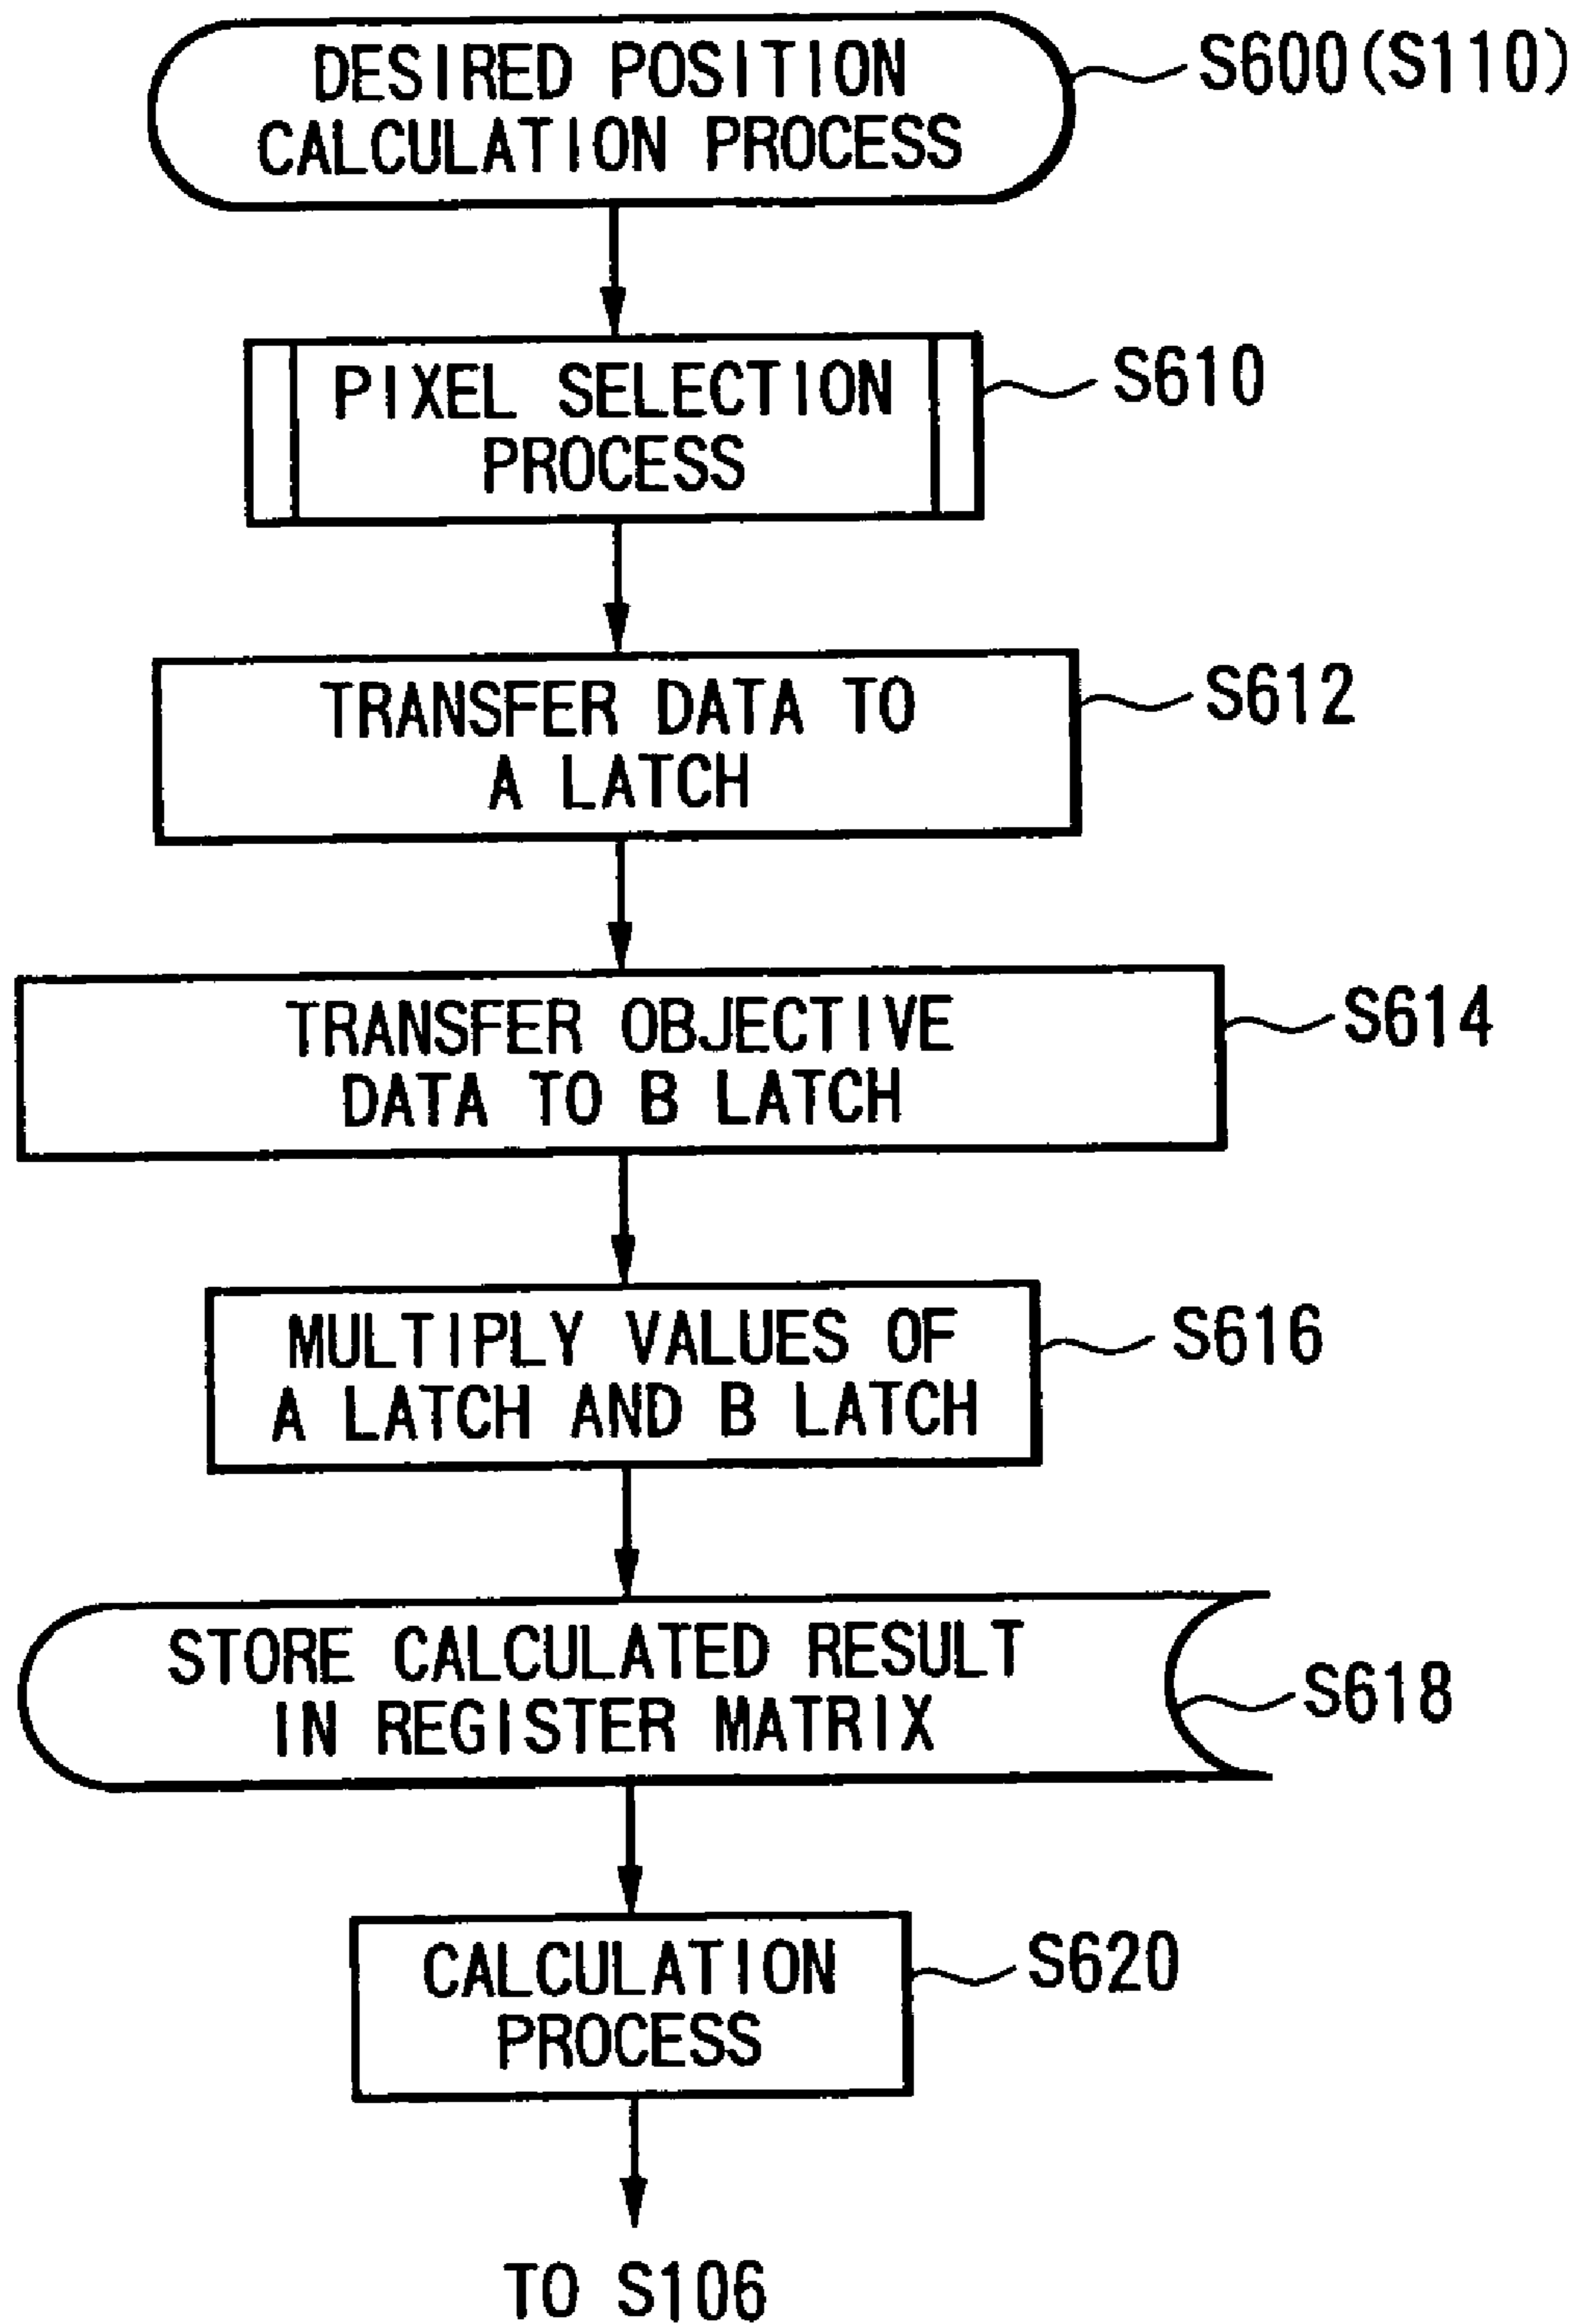 DESIRED POSITION
CALCULATION PROCESS
S600(S110)
PIXEL SELECTION
PROCESS
S610
TRANSFER DATA TO
A LATCH
S612
TRANSFER OBJECTIVE
DATA TO B LATCH
S614
MULTIPLY VALUES OF
A LATCH AND B LATCH
S616
STORE CALCULATED RESULT
IN REGISTER MATRIX
S618
CALCULATION
PROCESS
S620
TO S106